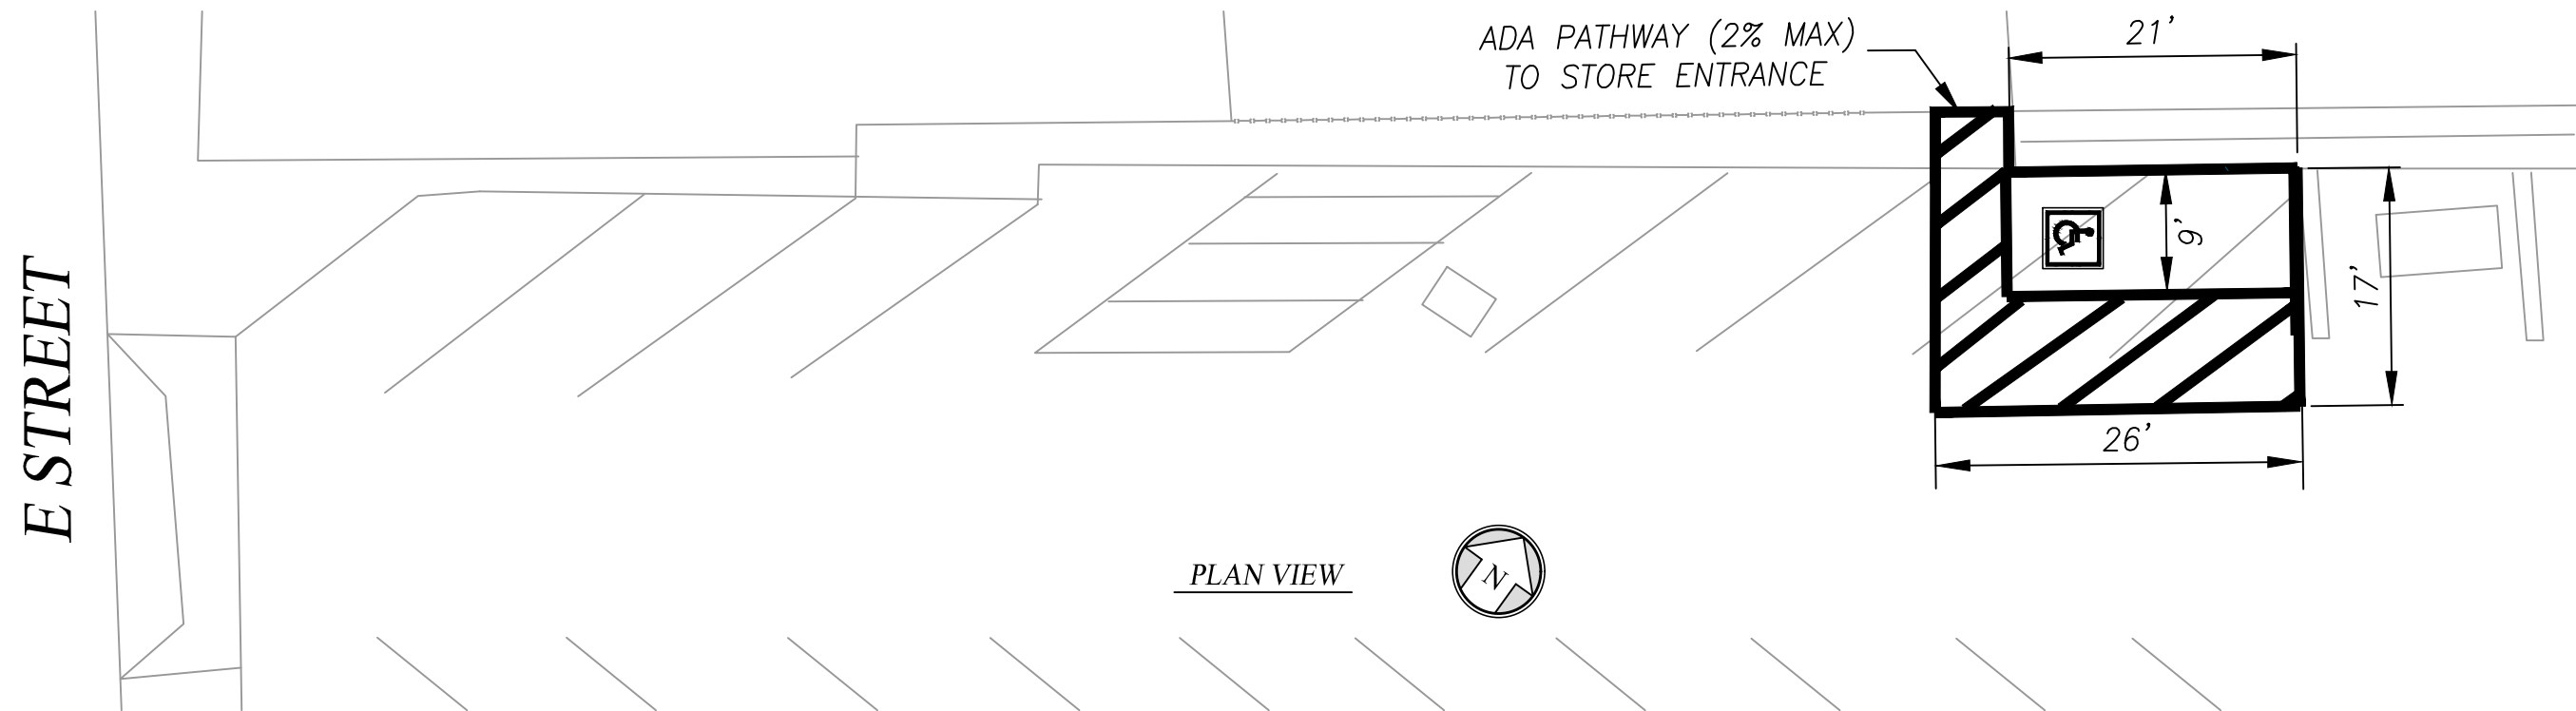 ADA PATHWAY (2% MAX)
TO STORE ENTRANCE
21'
9'
17'
26'
E STREET
PLAN VIEW
N